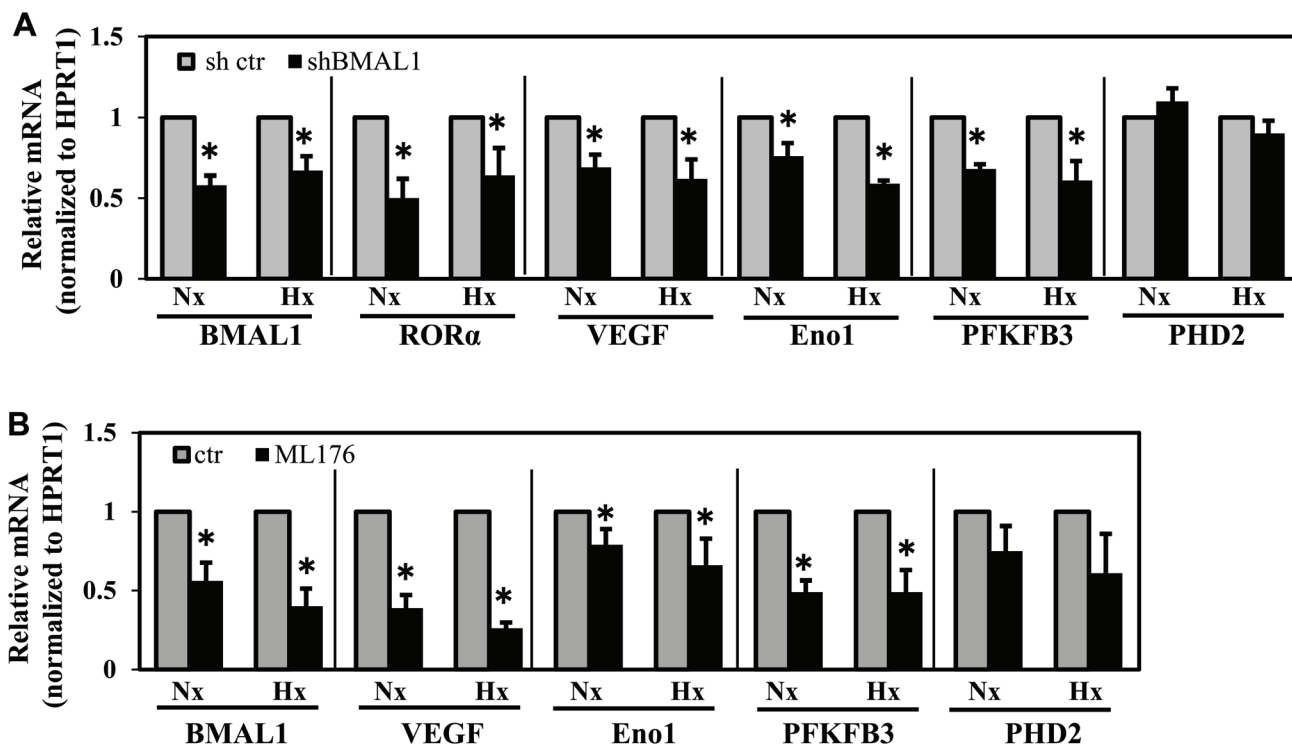 A
Relative mRNA
(normalized to HPRT1)
1.5
1
0.5
0
sh ctr shBMAL1
* * * * * * * * * *
Nx Hx Nx Hx Nx Hx Nx Hx Nx Hx Nx Hx
BMAL1 RORα VEGF Eno1 PFKFB3 PHD2
B
Relative mRNA
(normalized to HPRT1)
1.5
1
0.5
0
ctr ML176
* * * * * * * *
Nx Hx Nx Hx Nx Hx Nx Hx Nx Hx
BMAL1 VEGF Eno1 PFKFB3 PHD2